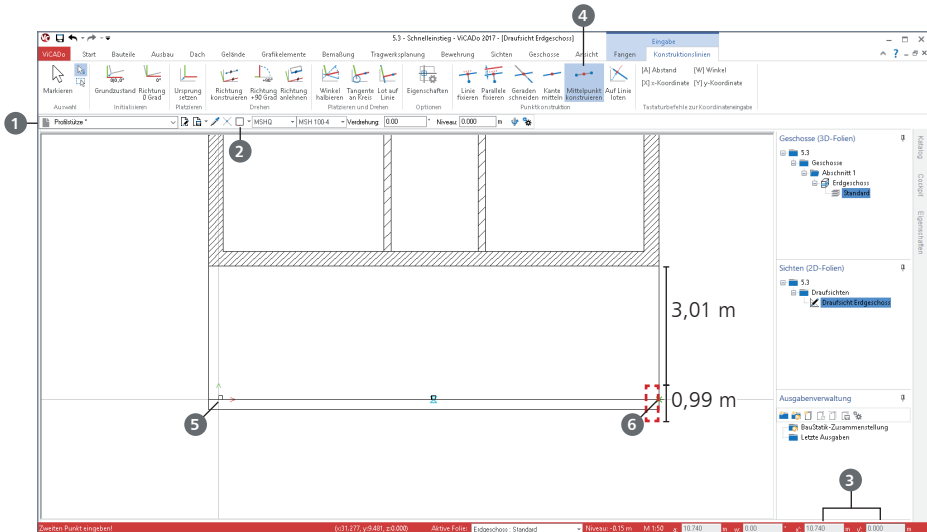 4
5.3 - Schnelleinstieg - ViCADo 2017 - [Draufsicht Erdgeschoss]
Eingabe
ViCADo Start Bauteile Ausbau Dach Gelände Grafikelemente Bemaßung Tragwerksplanung Bewehrung Sichten Geschosse Ansicht Fangen Konstruktionslinien
Markieren Grundzustand Richtung 0 Grad Ursprung setzen Richtung konstruieren Richtung +90 Grad Richtung anlehnen Winkel halbieren Tangente an Kreis Lot auf Linie Eigenschaften Linie fixieren Parallele fixieren Geraden schneiden Kante mitteln Mittelpunkt konstruieren Auf Linie loten
[A] Abstand [W] Winkel
[X] x-Koordinate [Y] y-Koordinate
Auswahl Initialisieren Platzieren Drehen Platzieren und Drehen Optionen Punktkonstruktion Tastaturbefehle zur Koordinateneingabe
1 Profilstütze * MSHQ MSH 100-4 Verdrehung: 0.00 ° Niveau: 0.000 m
2
Geschosse (3D-Folien)
5.3
Geschosse
Abschnitt 1
Erdgeschoss
Standard
Katalog
Cockpit
Eigenschaften
Sichten (2D-Folien)
5.3
Draufsichten
Draufsicht Erdgeschoss
3,01 m
0,99 m
5
6
Ausgabenverwaltung
BauStatik-Zusammenstellung
Letzte Ausgaben
3
Zweiten Punkt eingeben! (x:31.277, y:9.481, z:0.000) Aktive Folie: Erdgeschoss : Standard Niveau: -0.15 m M 1:50 a: 10.740 m w: 0.00 ° x': 10.740 m y': 0.000 m